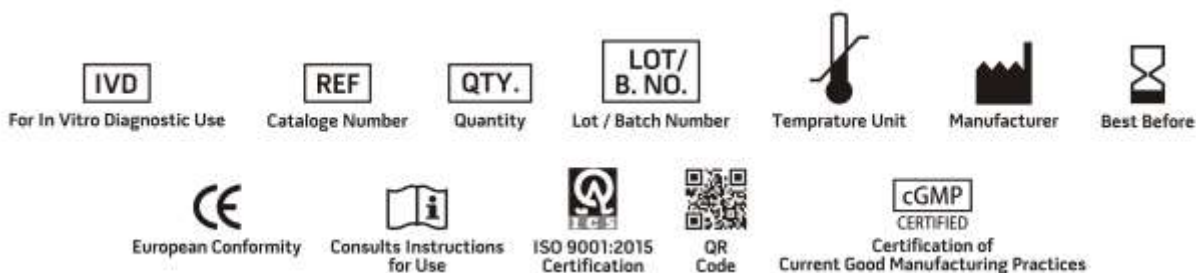 IVD
For In Vitro Diagnostic Use
REF
Cataloge Number
QTY.
Quantity
LOT/
B. NO.
Lot / Batch Number
Temprature Unit
Manufacturer
Best Before
CE
European Conformity
i
Consults Instructions
for Use
ICS
ISO 9001:2015
Certification
QR
Code
cGMP
CERTIFIED
Certification of
Current Good Manufacturing Practices